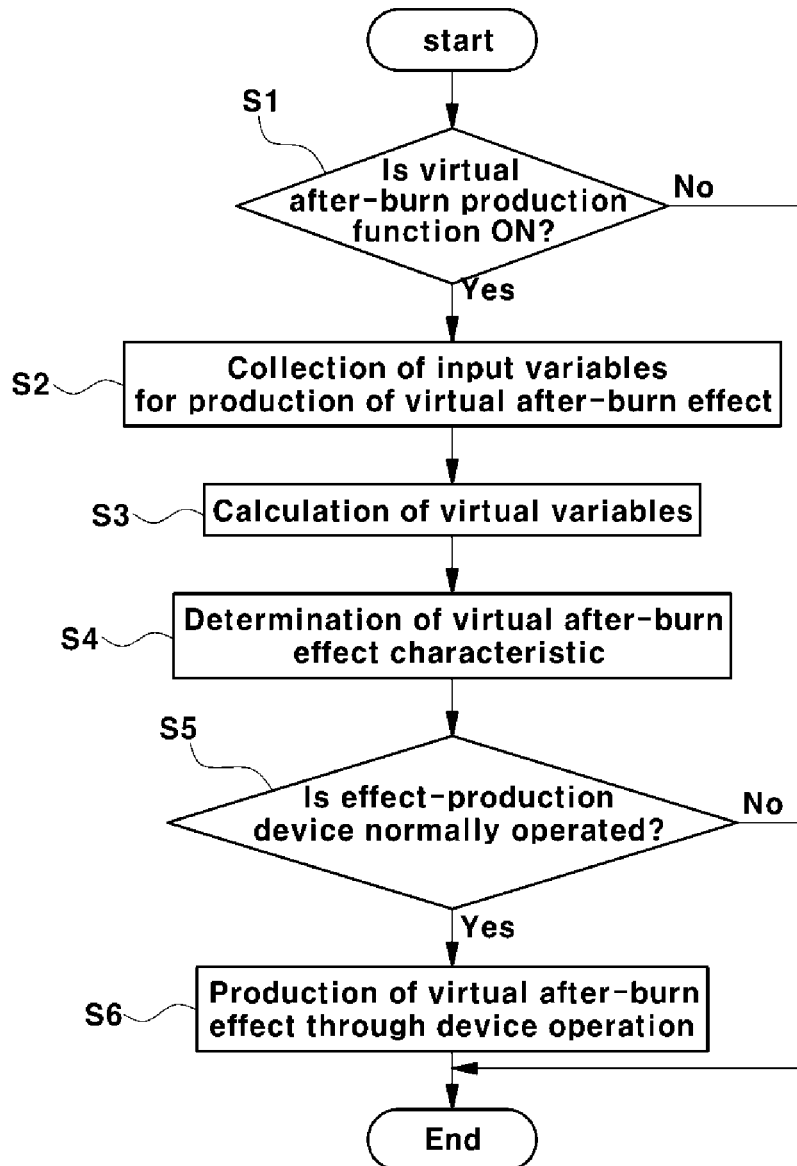 start
S1
Is virtual
after-burn production
function ON?
No
Yes
S2
Collection of input variables
for production of virtual after-burn effect
S3
Calculation of virtual variables
S4
Determination of virtual after-burn
effect characteristic
S5
Is effect-production
device normally operated?
No
Yes
S6
Production of virtual after-burn
effect through device operation
End